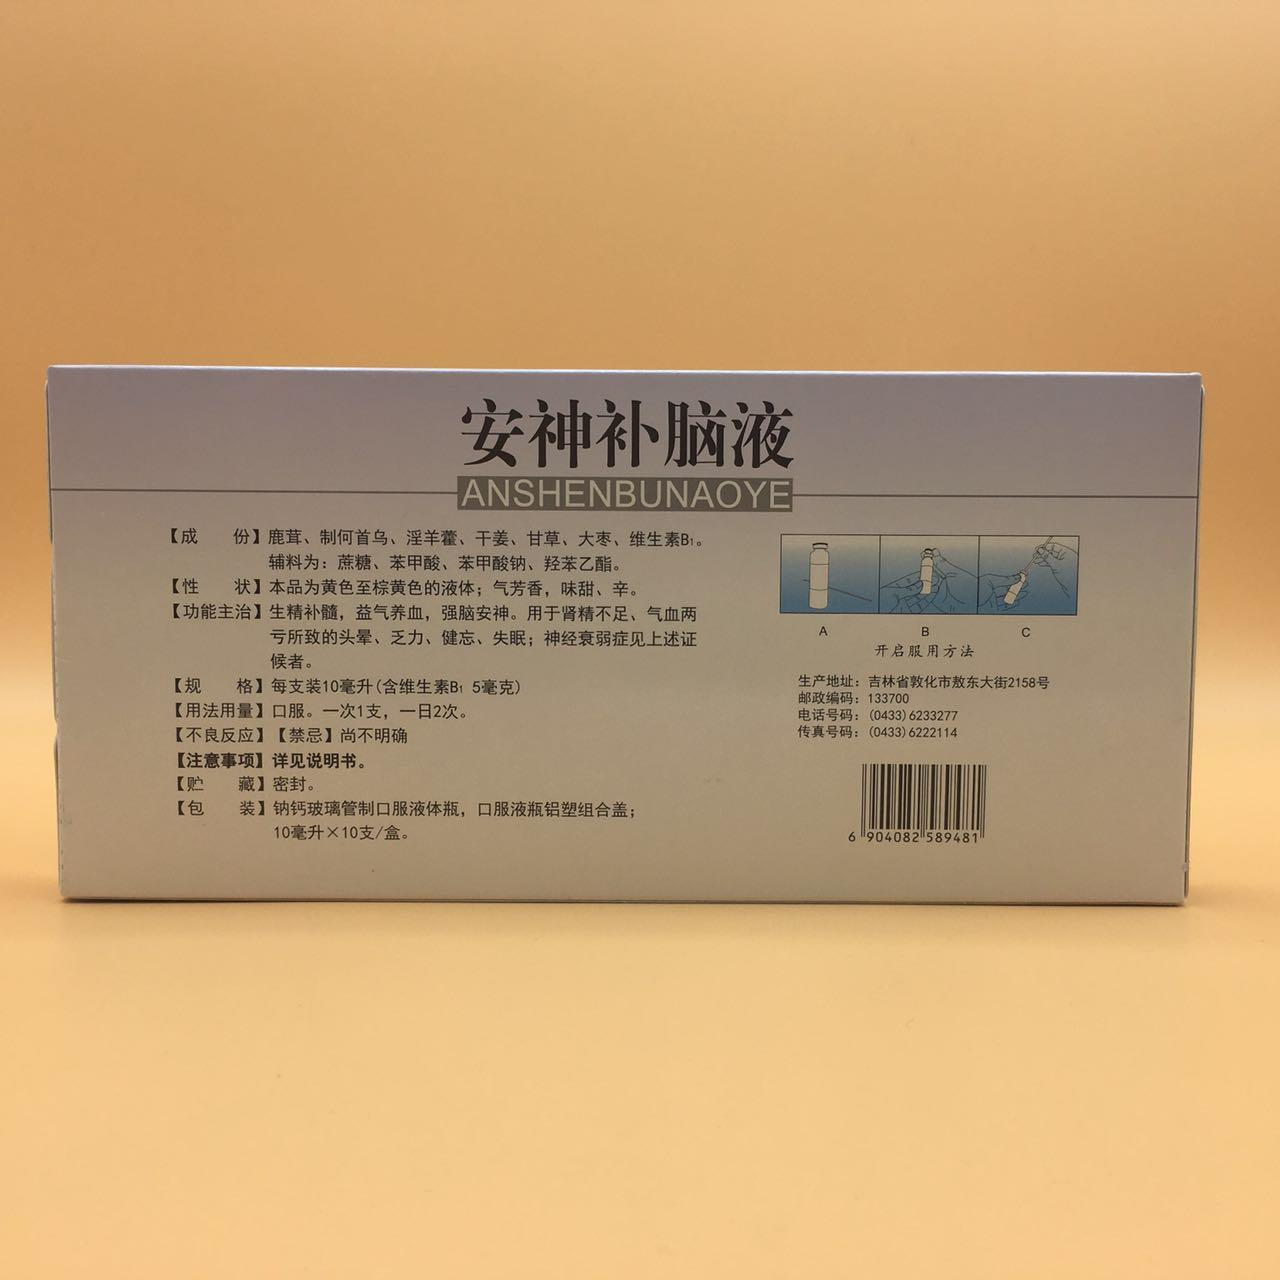 安神补脑液
ANSHENBUNAOYE
【成　份】鹿茸、制何首乌、淫羊藿、干姜、甘草、大枣、维生素B₁。
辅料为：蔗糖、苯甲酸、苯甲酸钠、羟苯乙酯。
【性　状】本品为黄色至棕黄色的液体；气芳香，味甜、辛。
【功能主治】生精补髓，益气养血，强脑安神。用于肾精不足、气血两
亏所致的头晕、乏力、健忘、失眠；神经衰弱症见上述证
候者。
【规　格】每支装10毫升(含维生素B₁ 5毫克)
【用法用量】口服。一次1支，一日2次。
【不良反应】【禁忌】尚不明确
【注意事项】详见说明书。
【贮　藏】密封。
【包　装】钠钙玻璃管制口服液体瓶，口服液瓶铝塑组合盖；
10毫升×10支/盒。
A B C
开启服用方法
生产地址：吉林省敦化市敖东大街2158号
邮政编码：133700
电话号码：(0433)6233277
传真号码：(0433)6222114
6 904082 589481